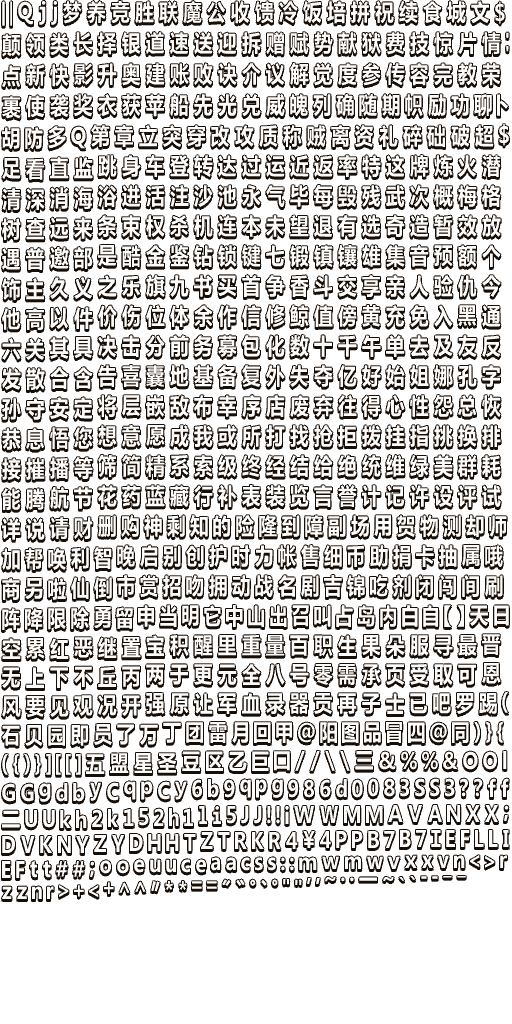 ||Qjj梦养竞胜联魔公收馈冷饭培拼祝续食城文$
颠领类长择银道速送迎拆赠赋势献狱费技惊片情;
点新快影升奥建账败诀介议解觉度参传容完教荣
裹使袭奖衣获苹船先光兑威魄列确随期帜励功聊卜
胡防多Q第章立突穿改攻质称贼离资礼碎础破超$
足看直监跳身车登转达过运近返率特这牌炼火潜
清深消海浴进活注沙池永气毕每毁残武次概梅格
树查远来条束权杀机连本未望退有选奇造暂效放
遇曾邀部是酷金鉴钻锁键七锻镇镶雄集音预额个
饰主久义之乐旗九书买首争香斗交享亲人验仇今
他高以件价伤位体余作信修鲸值傍黄充免入黑通
六关其具决击分前务募包化数十千午单去及友反
发散合含告喜囊地基备复外失夺亿好始姐娜孔字
孙守安定将层嵌敌布幸序店废弃往得心性怨总恢
恭息悟您想意愿成我或所打找抢拒拨挂指挑换排
接摧播等筛简精系索级终经结给绝统维绿美群耗
能腾航节花药蓝藏行补表装览言誉计记许设评试
详说请财删购神剩知的险隆到障副场用贺物测却师
加帮唤利智晚启别创护时力帐售细币助捐卡抽属哦
商另啦仙倒市赏招吻拥动战名剧吉锦吃剂闭闯间刷
阵降限除勇留申当明它中山出召叫占岛内白自【】天日
空累红恶继置宝积醒里重量百职生果朵服寻最晋
无上下不丘丙两于更元全八号零需承页受取可恩
风要见观况开强原让军血录器贡再子士已吧罗踢(
石贝园即员了万丁团雷月回甲@阳图品冒四@同)}{
({)}][[]五盟星圣豆区乙巨口/∕\\三&%%&OOI
GGgdbyCqpCy6b9qpg986d0083SS3??ff
二UUkh2k152h1li5JJ!!iWWMMAVANXX;
DVKNYZYDHHTZTRKR4¥4PPB7B7IEFLLI
EFtt##;ooeuuceaacss::mwmwvxxvn<>r
zznr>+<+^^"**==